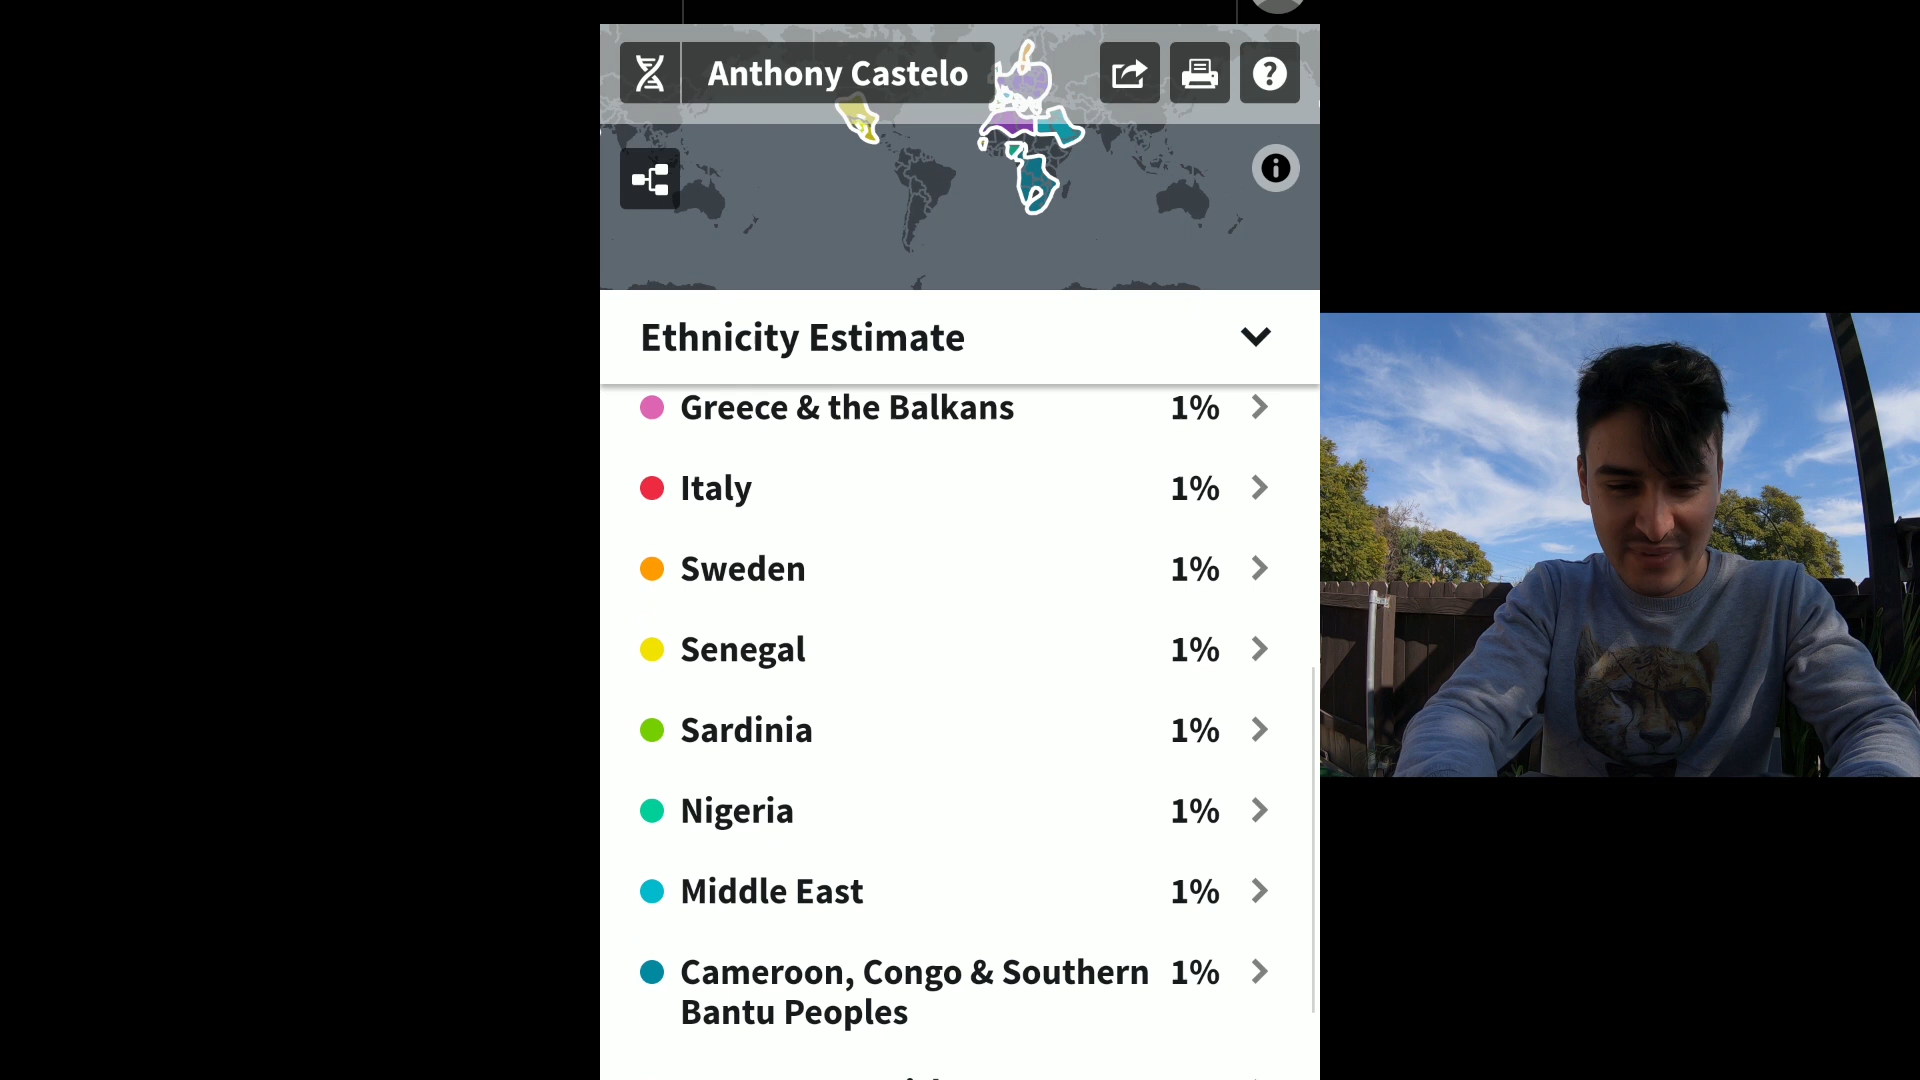 Anthony Castelo
Ethnicity Estimate
Greece & the Balkans 1%
Italy 1%
Sweden 1%
Senegal 1%
Sardinia 1%
Nigeria 1%
Middle East 1%
Cameroon, Congo & Southern 1%
Bantu Peoples